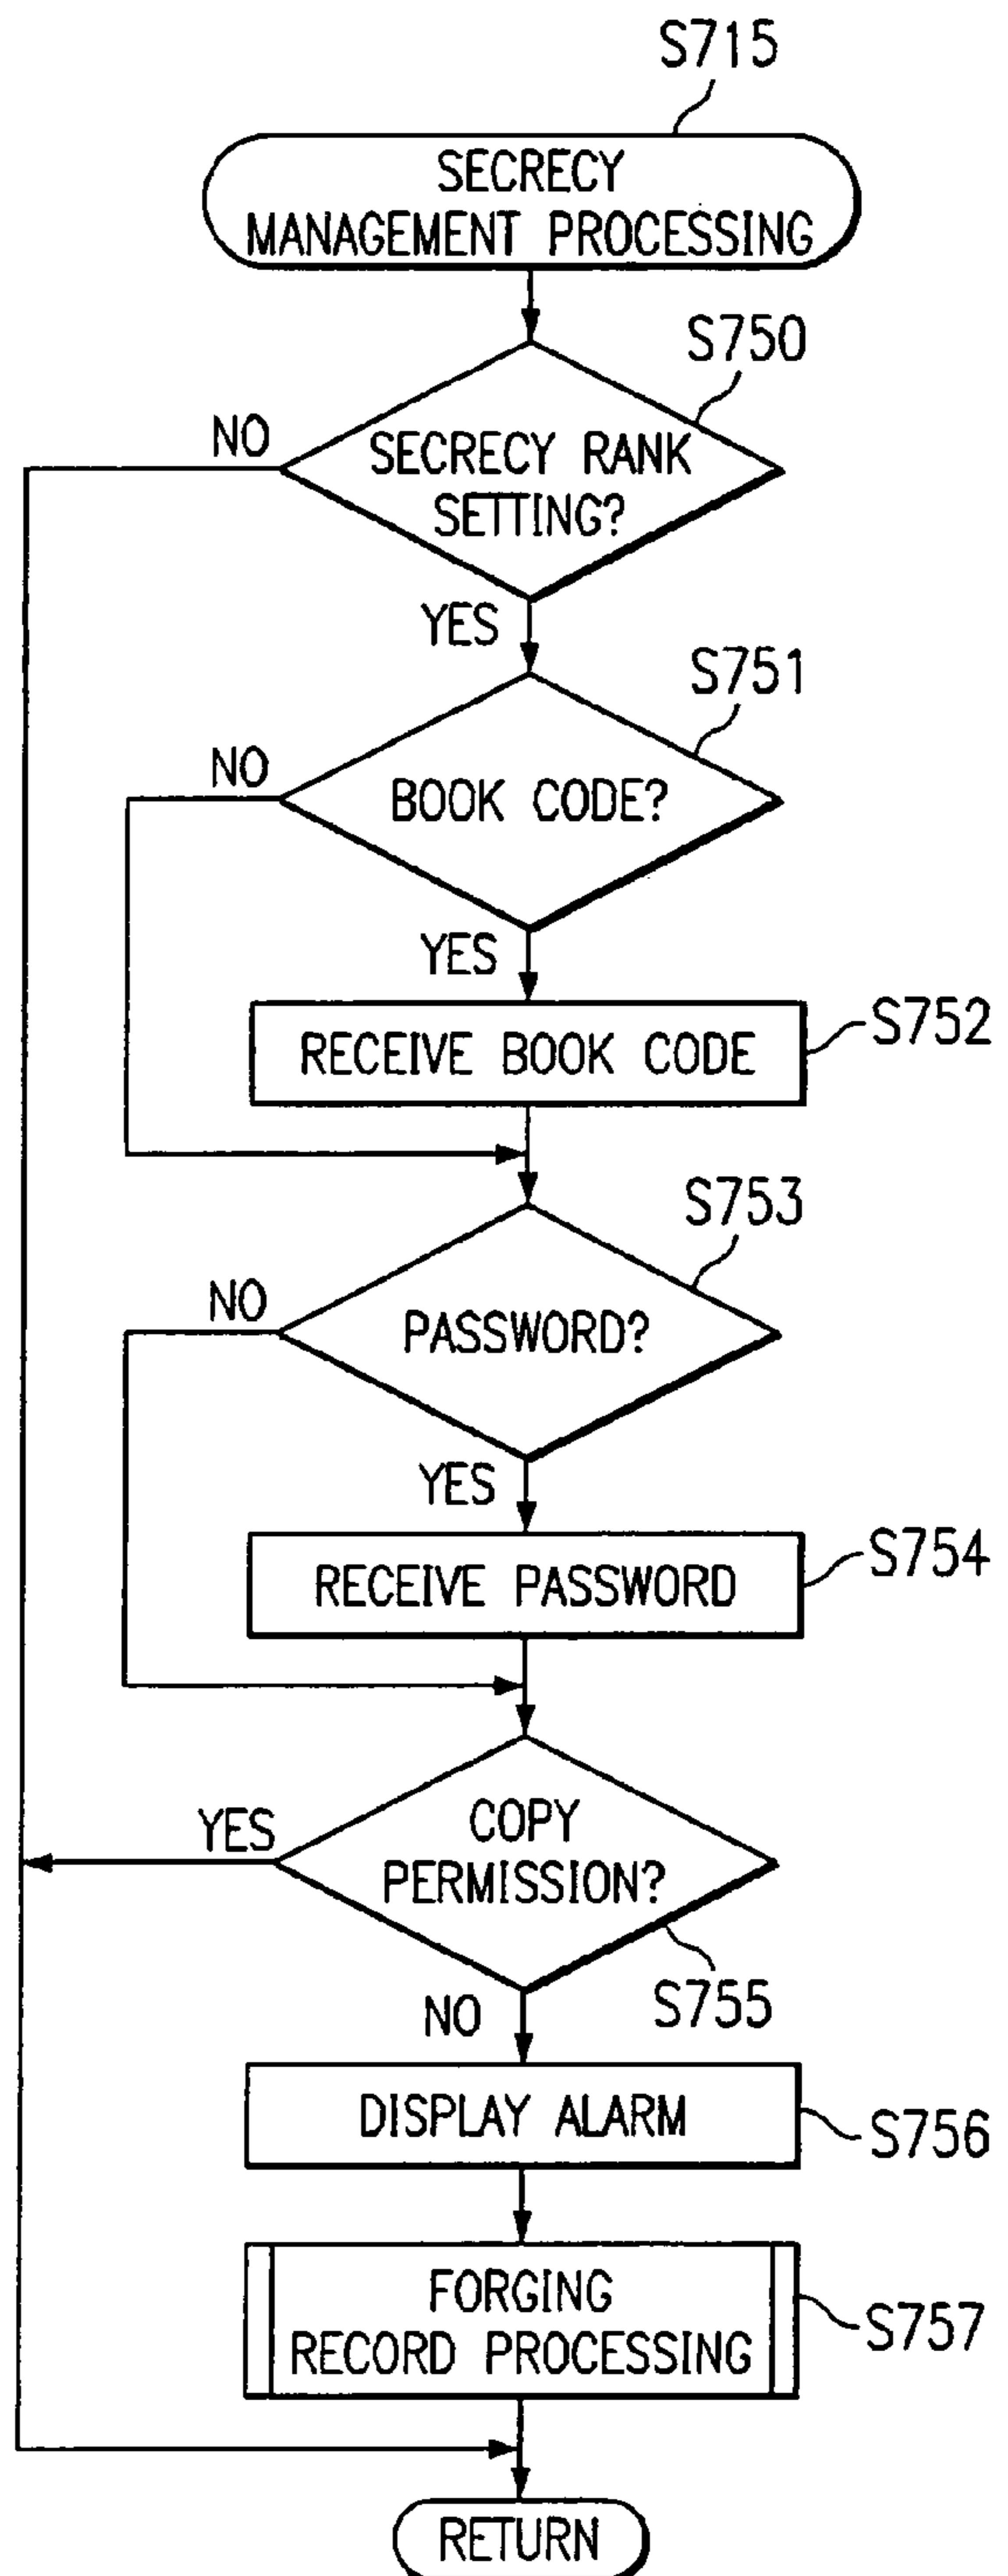 S715
SECRECY
MANAGEMENT PROCESSING
S750
NO
SECRECY RANK
SETTING?
YES
S751
NO
BOOK CODE?
YES
RECEIVE BOOK CODE
S752
S753
NO
PASSWORD?
YES
RECEIVE PASSWORD
S754
YES
COPY
PERMISSION?
S755
NO
DISPLAY ALARM
S756
FORGING
RECORD PROCESSING
S757
RETURN